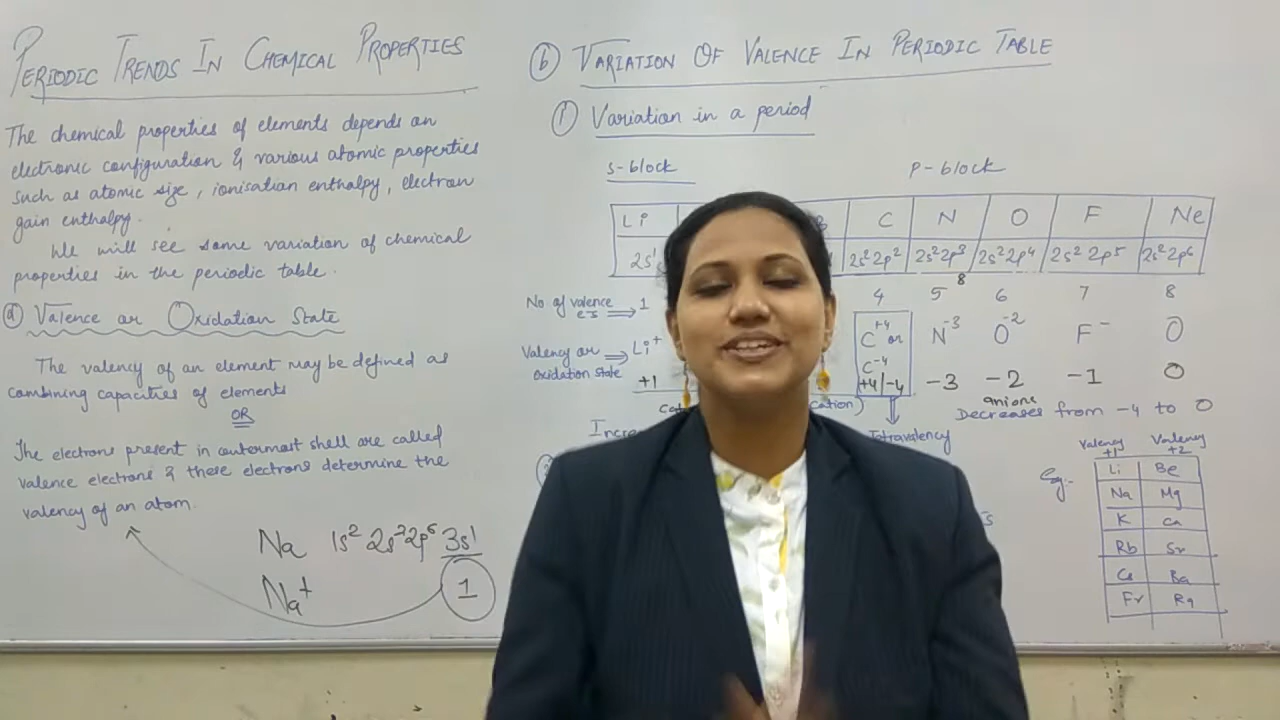 PERIODIC TRENDS IN CHEMICAL PROPERTIES
The chemical properties of elements depends on
electronic configuration & various atomic properties
such as atomic size, ionisation enthalpy, electron
gain enthalpy.
We will see some variation of chemical
properties in the periodic table.
ⓐ Valence or Oxidation State
The valency of an element may be defined as
combining capacities of elements
OR
The electrons present in outermost shell are called
valence electrons & these electrons determine the
valency of an atom.
Na 1s² 2s² 2p⁶ 3s¹
Na⁺ 1
ⓑ VARIATION OF VALENCE IN PERIODIC TABLE
① Variation in a period
s-block P-block
Li B C N O F Ne
2s¹ 2s² 2p² 2s² 2p³ 2s² 2p⁴ 2s² 2p⁵ 2s² 2p⁶
8
No of valence e⁻s ⇒ 1 4 5 6 7 8
Valency or oxidation state ⇒ Li⁺ C⁺⁴ or C⁻⁴ N⁻³ O⁻² F⁻ 0
+1 +4/-4 -3 -2 -1 0
cation) anions
Decreases from -4 to 0
Tetravalency
Eg:-
Valency +1 Valency +2
Li Be
Na Mg
K Ca
Rb Sr
Cs Ba
Fr Ra